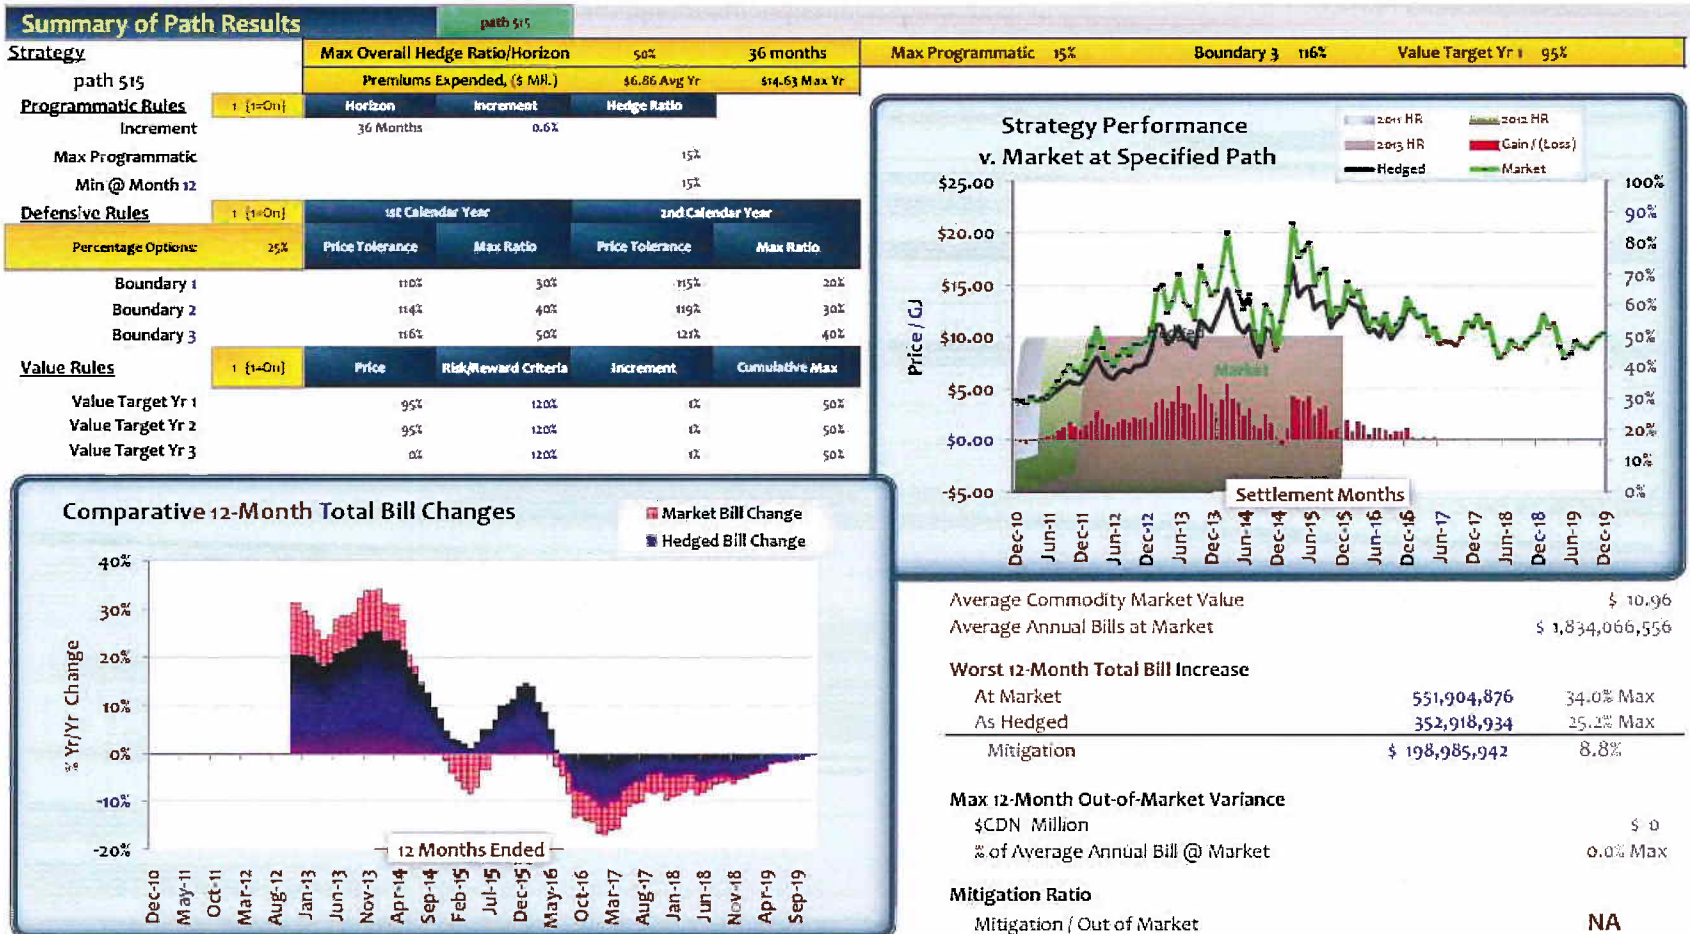 Summary of Path Results path 515
Strategy Max Overall Hedge Ratio/Horizon 50% 36 months Max Programmatic 15% Boundary 3 116% Value Target Yr 1 95%
path 515 Premiums Expended, ($ Mil.) $6.86 Avg Yr $14.63 Max Yr
Programmatic Rules 1 {1=On} Horizon Increment Hedge Ratio
Increment 36 Months 0.6%
Max Programmatic 15%
Min @ Month 12 15%
Defensive Rules 1 {1=On} 1st Calendar Year 2nd Calendar Year
Percentage Options: 25% Price Tolerance Max Ratio Price Tolerance Max Ratio
Boundary 1 110% 30% 115% 20%
Boundary 2 114% 40% 119% 30%
Boundary 3 116% 50% 121% 40%
Value Rules 1 {1=On} Price Risk/Reward Criteria Increment Cumulative Max
Value Target Yr 1 95% 120% 1% 50%
Value Target Yr 2 95% 120% 1% 50%
Value Target Yr 3 0% 120% 1% 50%
Strategy Performance
v. Market at Specified Path
2011 HR 2012 HR
2013 HR Gain / (Loss)
Hedged Market
Price / GJ
$25.00
$20.00
$15.00
$10.00
$5.00
$0.00
-$5.00
100%
90%
80%
70%
60%
50%
40%
30%
20%
10%
0%
Market
Settlement Months
Dec-10 Jun-11 Dec-11 Jun-12 Dec-12 Jun-13 Dec-13 Jun-14 Dec-14 Jun-15 Dec-15 Jun-16 Dec-16 Jun-17 Dec-17 Jun-18 Dec-18 Jun-19 Dec-19
Comparative 12-Month Total Bill Changes
Market Bill Change
Hedged Bill Change
% Yr/Yr Change
40%
30%
20%
10%
0%
-10%
-20%
12 Months Ended
Dec-10 May-11 Oct-11 Mar-12 Aug-12 Jan-13 Jun-13 Nov-13 Apr-14 Sep-14 Feb-15 Jul-15 Dec-15 May-16 Oct-16 Mar-17 Aug-17 Jan-18 Jun-18 Nov-18 Apr-19 Sep-19
Average Commodity Market Value $ 10.96
Average Annual Bills at Market $ 1,834,066,556
Worst 12-Month Total Bill Increase
At Market 551,904,876 34.0% Max
As Hedged 352,918,934 25.2% Max
Mitigation $ 198,985,942 8.8%
Max 12-Month Out-of-Market Variance
$CDN Million $ 0
% of Average Annual Bill @ Market 0.0% Max
Mitigation Ratio
Mitigation / Out of Market NA